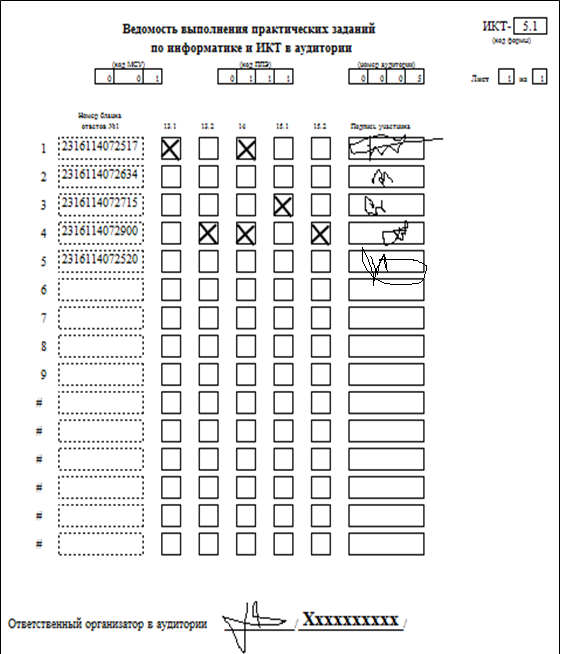 Ведомость выполнения практических заданий
по информатике и ИКТ в аудитории
ИКТ- 5.1
(код формы)
(код МСУ) (код ППЭ) (номер аудитории)
0 0 1 0 1 1 1 0 0 0 5 Лист 1 из 1
Номер бланка
ответов №1 13.1 13.2 14 15.1 15.2 Подпись участника
1 2316114072517 X X
2 2316114072634
3 2316114072715 X
4 2316114072900 X X X
5 2316114072520
6
7
8
9
#
#
#
#
#
#
Ответственный организатор в аудитории / Xxxxxxxxxx /